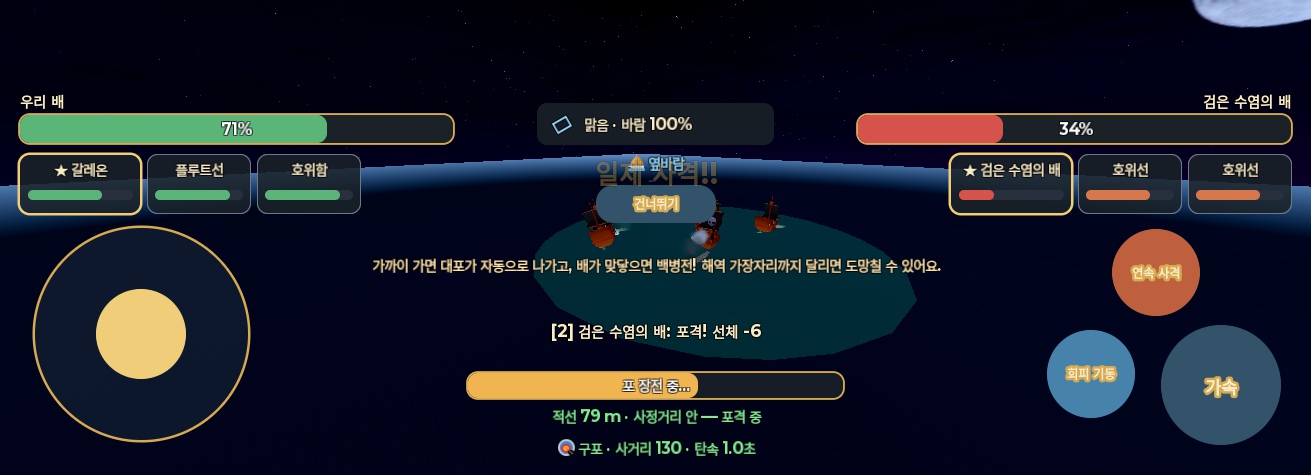 우리 배
검은 수염의 배
71%
맑음 · 바람 100%
34%
★ 갈레온
플루트선
호위함
옆바람
일제 사격!!
★ 검은 수염의 배
호위선
호위선
건너뛰기
가까이 가면 대포가 자동으로 나가고, 배가 맞닿으면 백병전! 해역 가장자리까지 달리면 도망칠 수 있어요.
연속 사격
[2] 검은 수염의 배: 포격! 선체 -6
회피 기동
가속
포 장전 중...
적선 79 m · 사정거리 안 — 포격 중
구포 · 사거리 130 · 탄속 1.0초